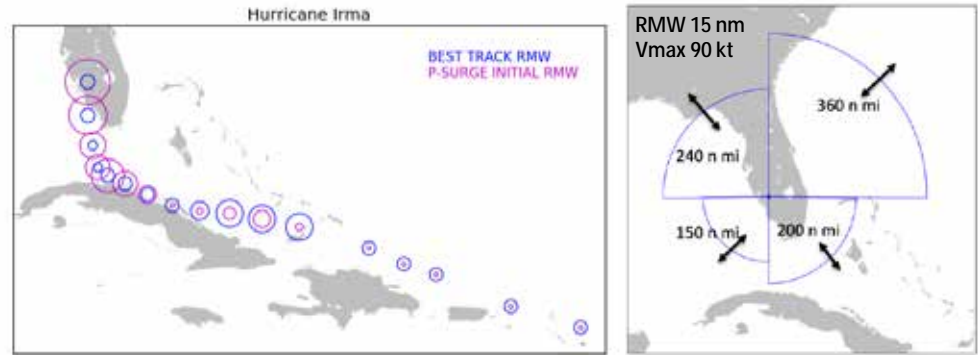 Hurricane Irma
BEST TRACK RMW
P-SURGE INITIAL RMW
RMW 15 nm
Vmax 90 kt
360 n mi
240 n mi
150 n mi
200 n mi